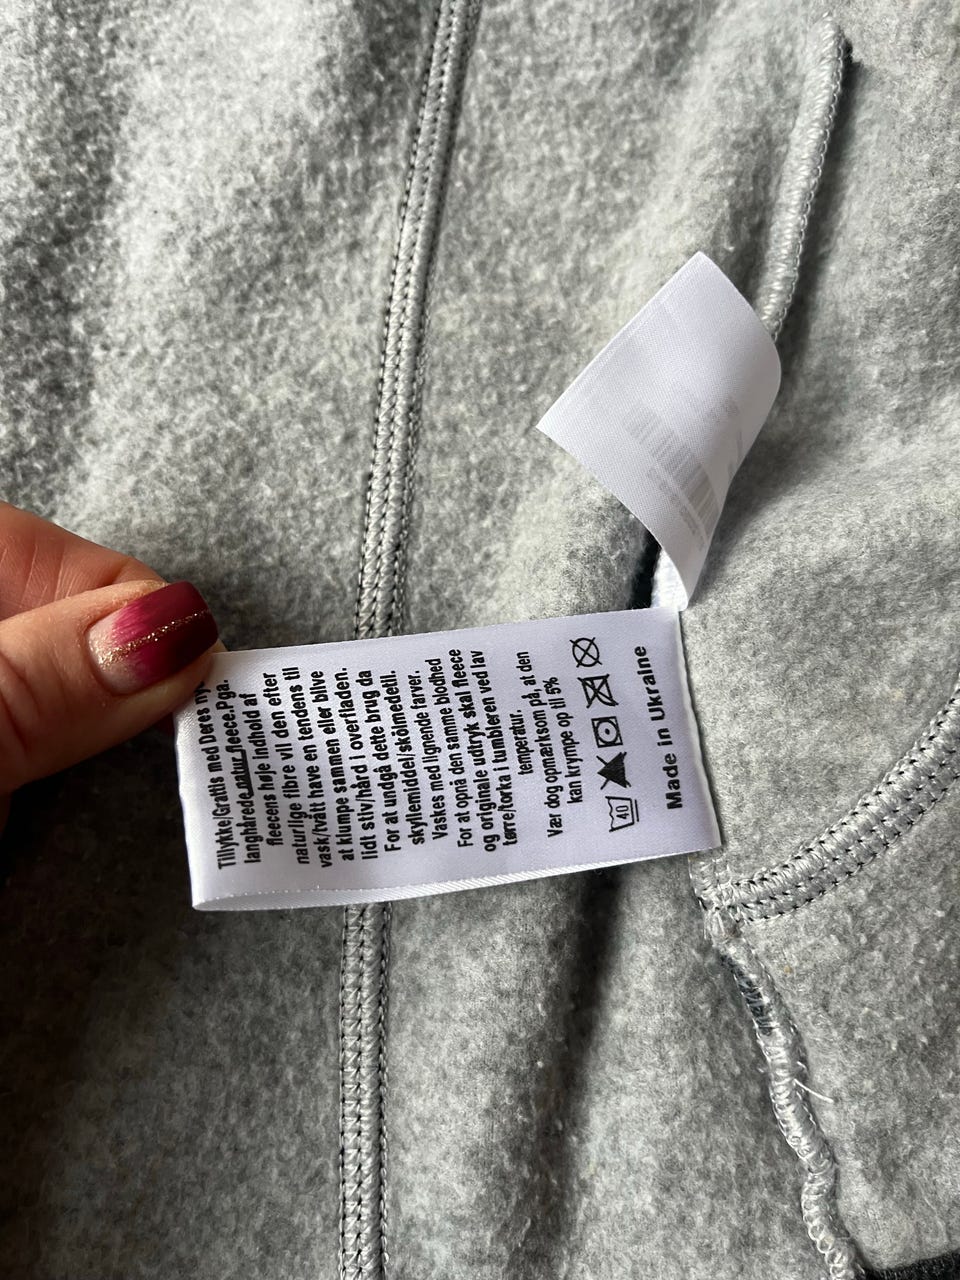 Tillykke/Grattis med Deres ny
langhårede natur fleece. Pga.
fleecens høje indhold af
naturlige fibre vil den efter
vask/tvätt have en tendens til
at klumpe sammen eller blive
lidt stiv/hård i overfladen.
For at undgå dette brug da
skyllemiddel/skölmedetil.
Vaskes med lignende farver.
For at opnå den samme blødhed
og originale udtryk skal fleece
tørre/torka i tumbleren ved lav
temperatur.
Vær dog opmærksom på, at den
kan krympe op til 5%
40
Made in Ukraine